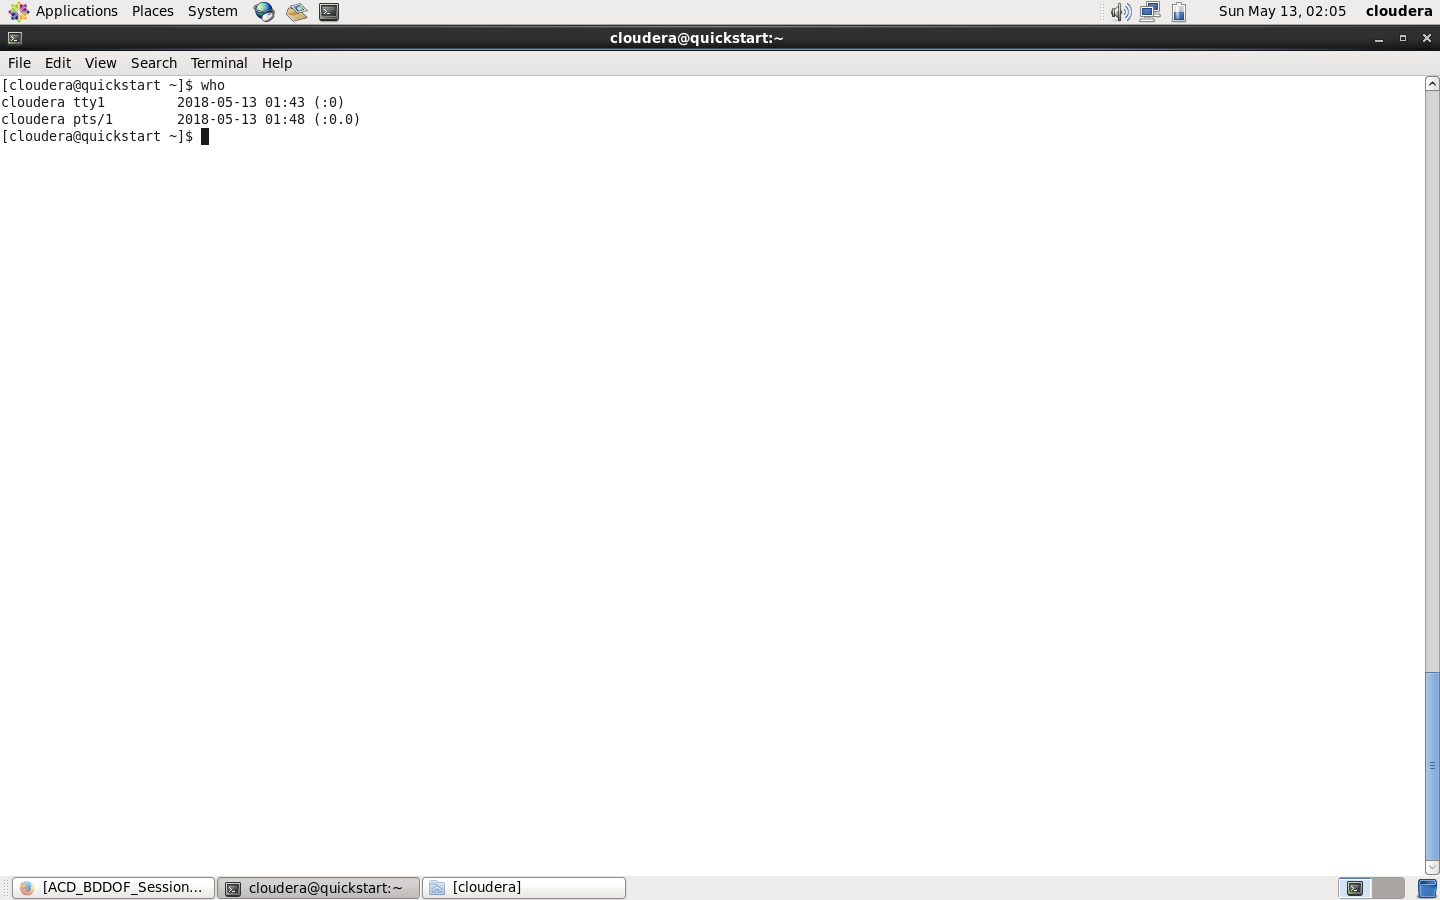 Applications Places System Sun May 13, 02:05 cloudera
cloudera@quickstart:~
File Edit View Search Terminal Help
[cloudera@quickstart ~]$ who
cloudera tty1         2018-05-13 01:43 (:0)
cloudera pts/1        2018-05-13 01:48 (:0.0)
[cloudera@quickstart ~]$
[ACD_BDDOF_Session... cloudera@quickstart:~ [cloudera]